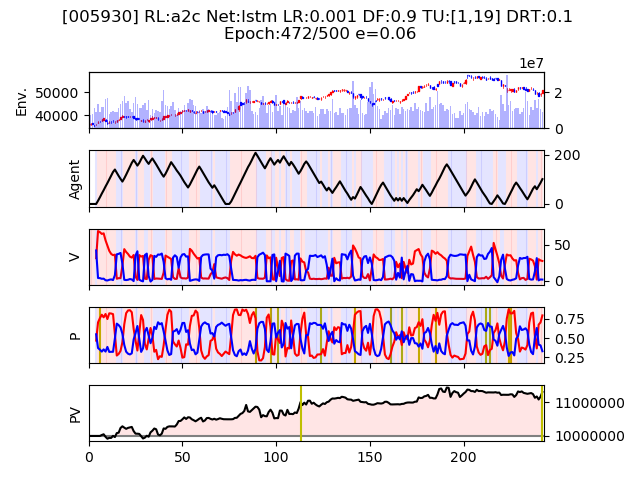 [005930] RL:a2c Net:lstm LR:0.001 DF:0.9 TU:[1,19] DRT:0.1
Epoch:472/500 e=0.06
1e7
Env.
50000
40000
2
0
Agent
200
0
V
50
0
P
0.75
0.50
0.25
PV
11000000
10000000
0 50 100 150 200